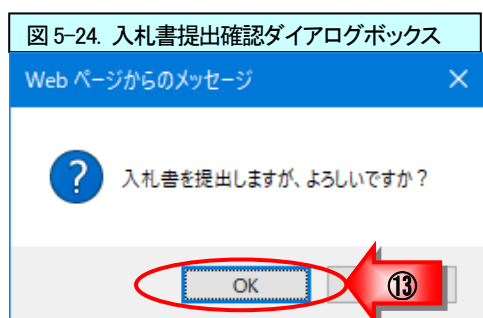 図 5-24. 入札書提出確認ダイアログボックス
Web ページからのメッセージ
入札書を提出しますが、よろしいですか？
OK
⑬